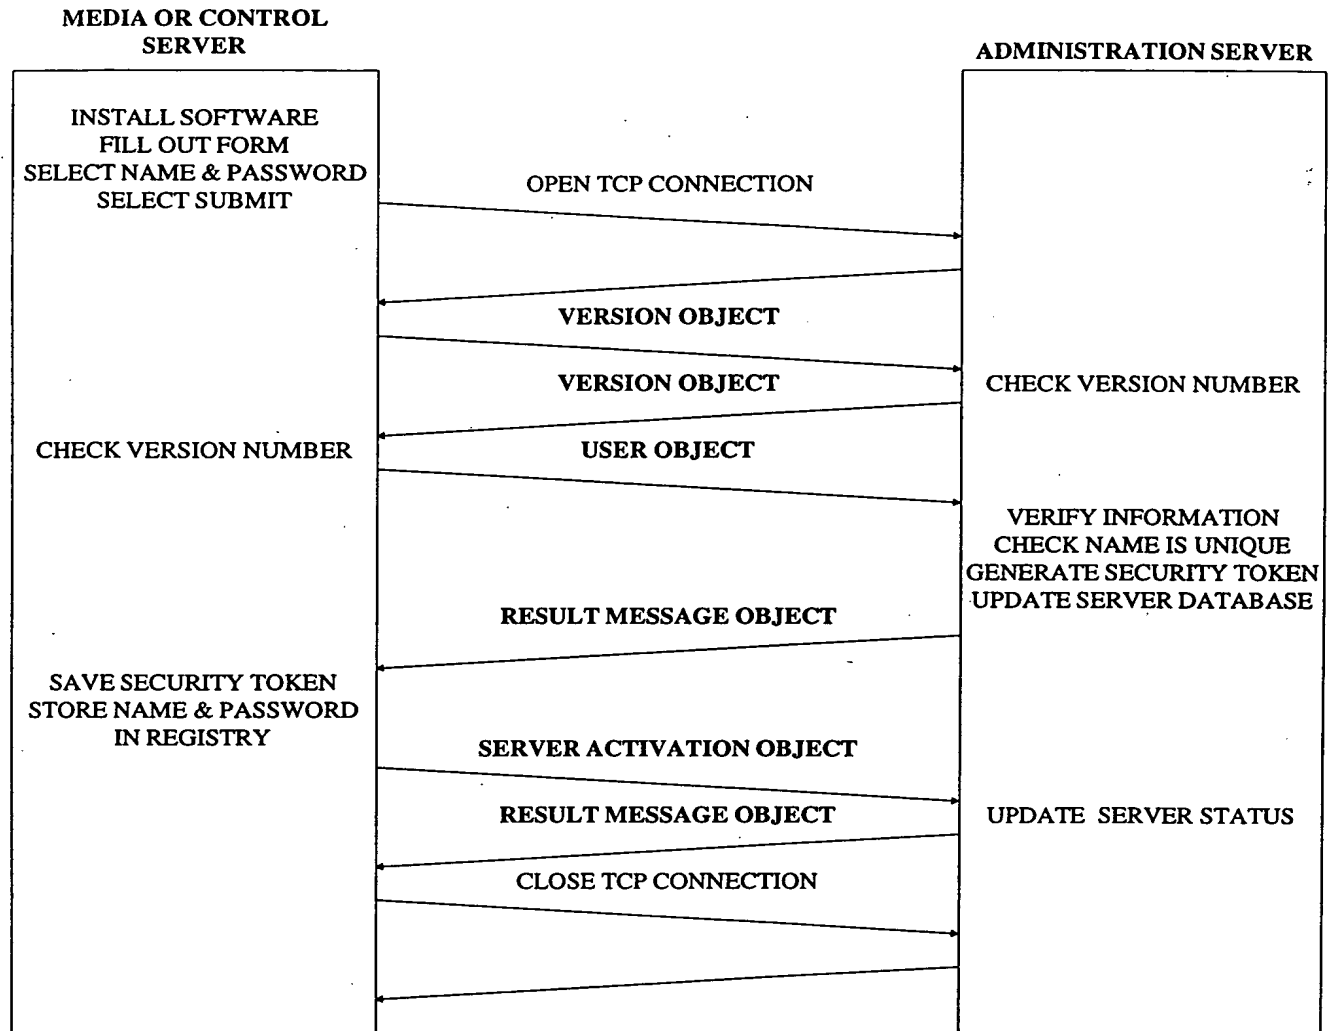 MEDIA OR CONTROL
SERVER
ADMINISTRATION SERVER
INSTALL SOFTWARE
FILL OUT FORM
SELECT NAME & PASSWORD
SELECT SUBMIT
OPEN TCP CONNECTION
VERSION OBJECT
VERSION OBJECT
CHECK VERSION NUMBER
CHECK VERSION NUMBER
USER OBJECT
VERIFY INFORMATION
CHECK NAME IS UNIQUE
GENERATE SECURITY TOKEN
UPDATE SERVER DATABASE
RESULT MESSAGE OBJECT
SAVE SECURITY TOKEN
STORE NAME & PASSWORD
IN REGISTRY
SERVER ACTIVATION OBJECT
RESULT MESSAGE OBJECT
UPDATE SERVER STATUS
CLOSE TCP CONNECTION